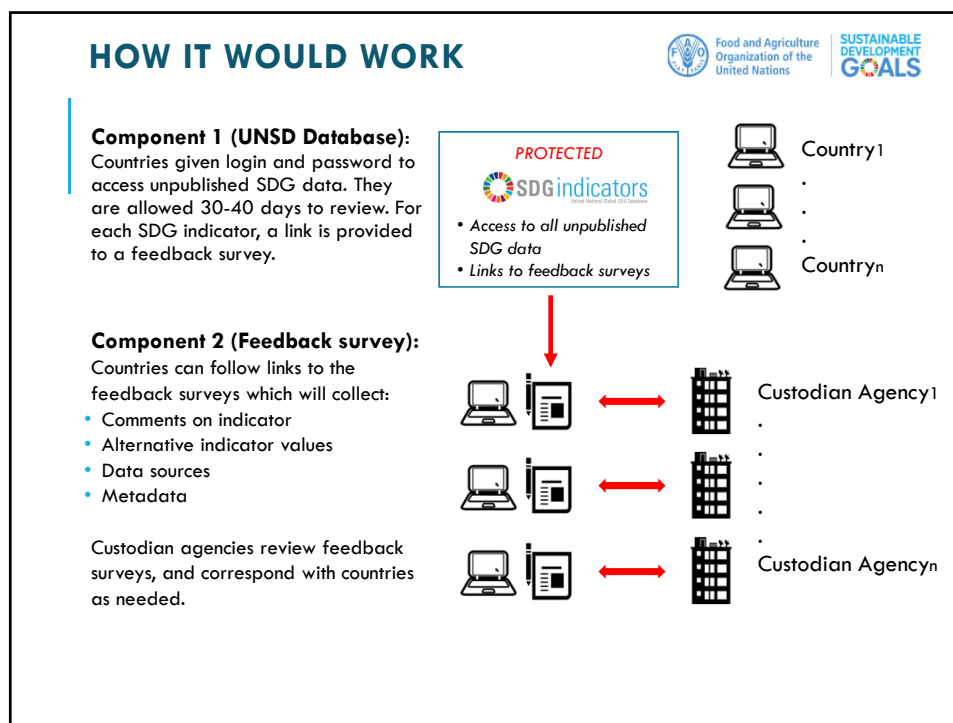 HOW IT WOULD WORK
Food and Agriculture
Organization of the
United Nations
SUSTAINABLE
DEVELOPMENT
GOALS
Component 1 (UNSD Database):
Countries given login and password to
access unpublished SDG data. They
are allowed 30-40 days to review. For
each SDG indicator, a link is provided
to a feedback survey.
PROTECTED
SDGindicators
United Nations Global SDG Database
• Access to all unpublished
SDG data
• Links to feedback surveys
Country1
.
.
.
Countryn
Component 2 (Feedback survey):
Countries can follow links to the
feedback surveys which will collect:
• Comments on indicator
• Alternative indicator values
• Data sources
• Metadata
Custodian agencies review feedback
surveys, and correspond with countries
as needed.
Custodian Agency1
.
.
.
.
.
Custodian Agencyn